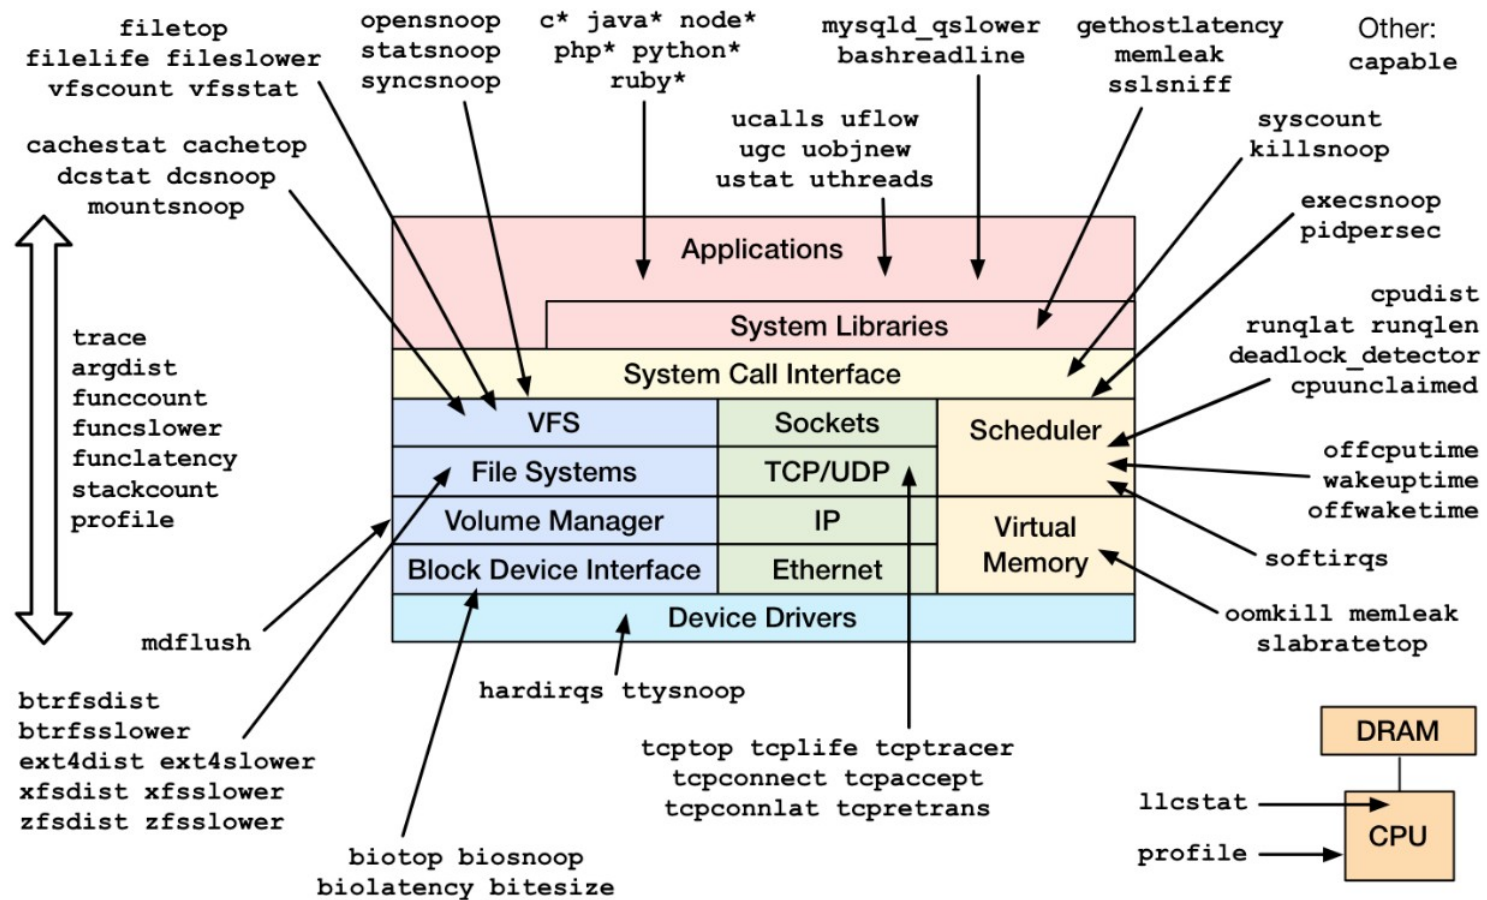 filetop
filelife fileslower
vfscount vfsstat
opensnoop
statsnoop
syncsnoop
c* java* node*
php* python*
ruby*
mysqld_qslower
bashreadline
gethostlatency
memleak
sslsniff
Other:
capable
ucalls uflow
ugc uobjnew
ustat uthreads
syscount
killsnoop
cachestat cachetop
dcstat dcsnoop
mountsnoop
execsnoop
pidpersec
Applications
System Libraries
System Call Interface
VFS
Sockets
Scheduler
File Systems
TCP/UDP
Volume Manager
IP
Virtual
Memory
Block Device Interface
Ethernet
Device Drivers
trace
argdist
funccount
funcslower
funclatency
stackcount
profile
cpudist
runqlat runqlen
deadlock_detector
cpuunclaimed
offcputime
wakeuptime
offwaketime
softirqs
oomkill memleak
slabratetop
mdflush
hardirqs ttysnoop
btrfsdist
btrfsslower
ext4dist ext4slower
xfsdist xfsslower
zfsdist zfsslower
tcptop tcplife tcptracer
tcpconnect tcpaccept
tcpconnlat tcpretrans
biotop biosnoop
biolatency bitesize
DRAM
llcstat
CPU
profile